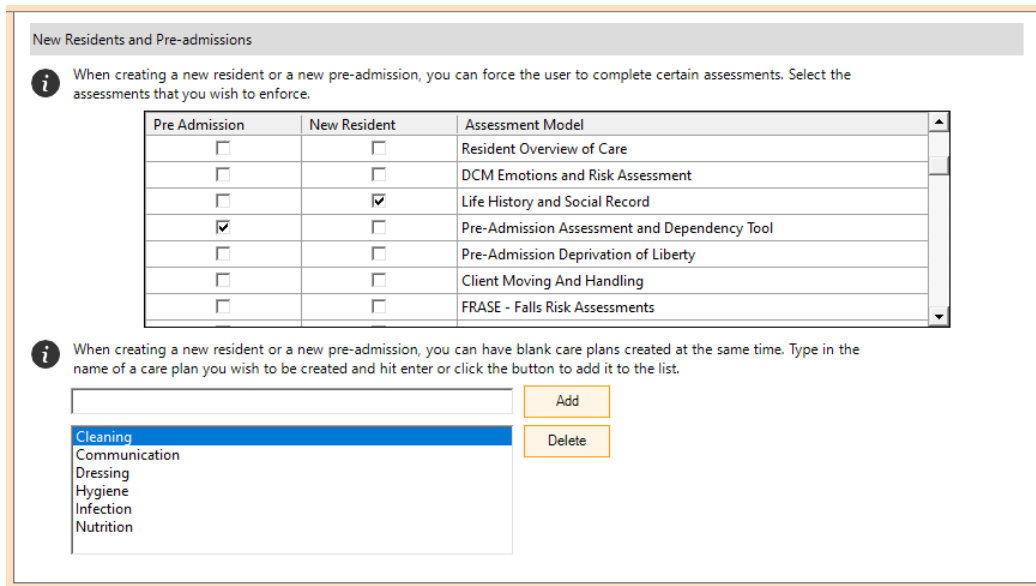 New Residents and Pre-admissions
When creating a new resident or a new pre-admission, you can force the user to complete certain assessments. Select the
assessments that you wish to enforce.
Pre Admission New Resident Assessment Model
Resident Overview of Care
DCM Emotions and Risk Assessment
Life History and Social Record
Pre-Admission Assessment and Dependency Tool
Pre-Admission Deprivation of Liberty
Client Moving And Handling
FRASE - Falls Risk Assessments
When creating a new resident or a new pre-admission, you can have blank care plans created at the same time. Type in the
name of a care plan you wish to be created and hit enter or click the button to add it to the list.
Add
Cleaning
Delete
Communication
Dressing
Hygiene
Infection
Nutrition